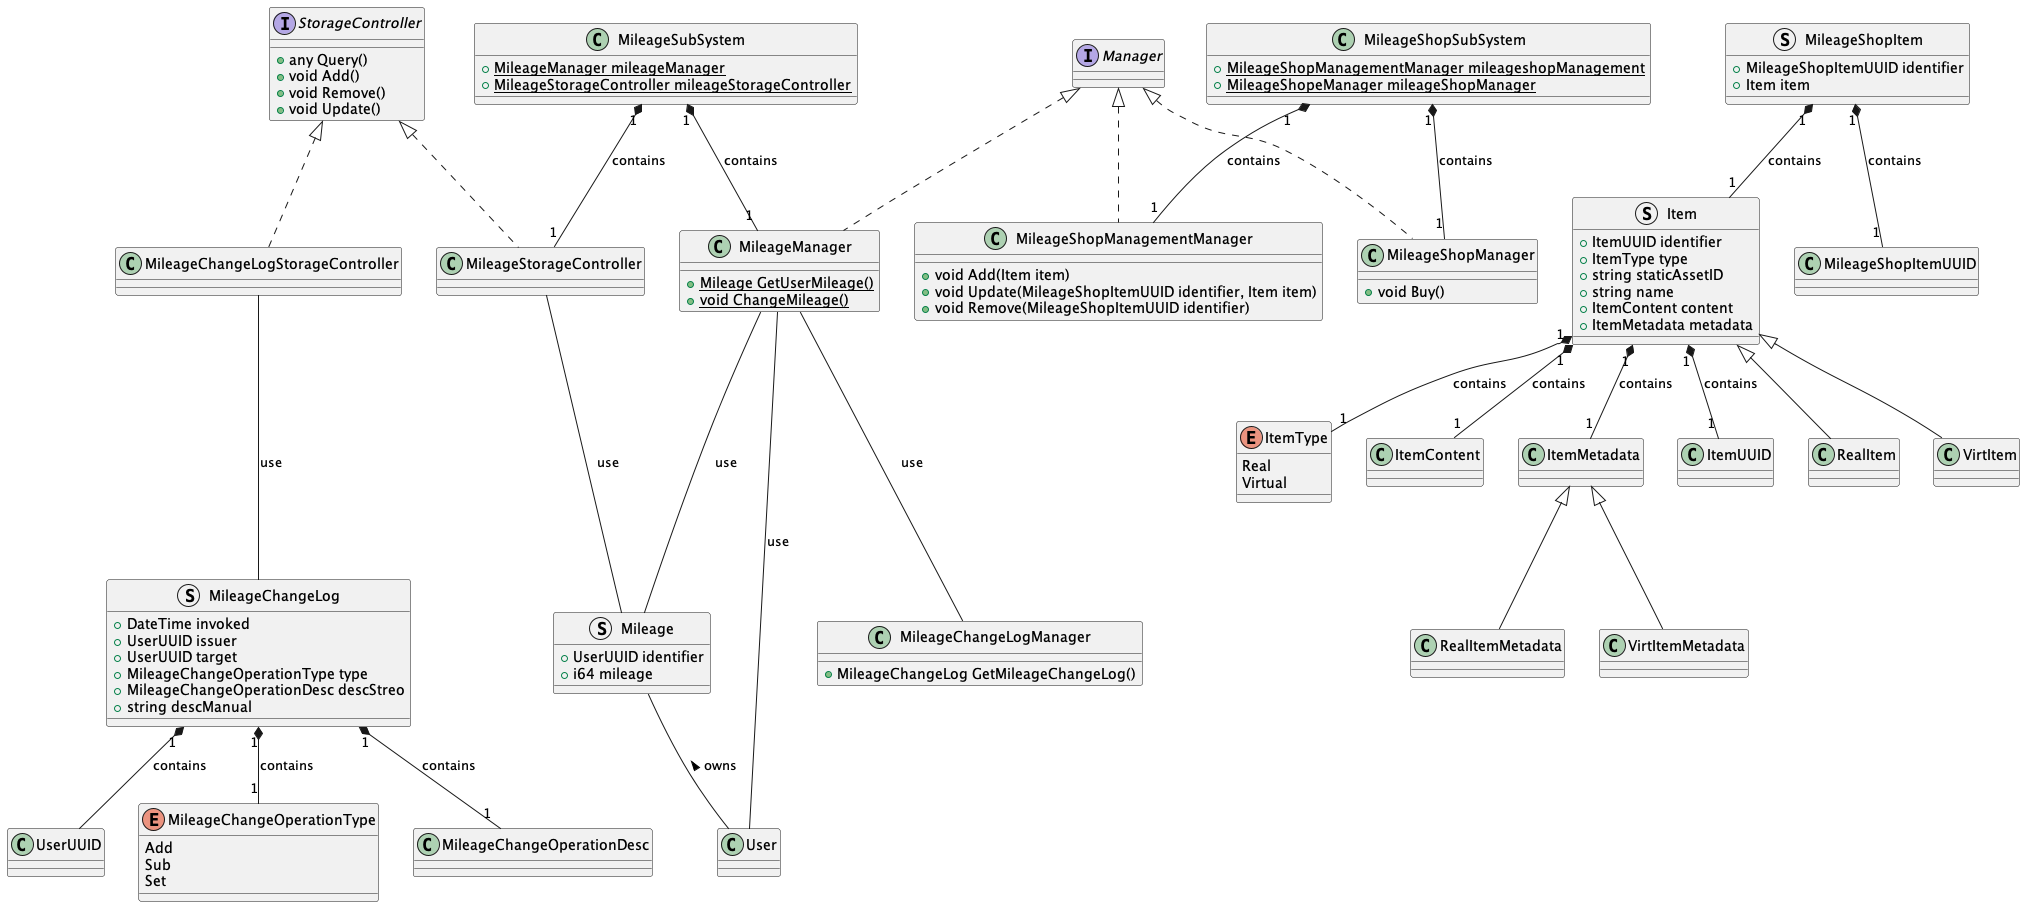 I StorageController
any Query()
void Add()
void Remove()
void Update()
C MileageSubSystem
MileageManager mileageManager
MileageStorageController mileageStorageController
I Manager
C MileageShopSubSystem
MileageShopManagementManager mileageshopManagement
MileageShopeManager mileageShopManager
S MileageShopItem
MileageShopItemUUID identifier
Item item
1
1
1
1
1
1
contains
contains
contains
contains
contains
contains
1
1
1
1
1
1
C MileageChangeLogStorageController
C MileageStorageController
C MileageManager
Mileage GetUserMileage()
void ChangeMileage()
C MileageShopManagementManager
void Add(Item item)
void Update(MileageShopItemUUID identifier, Item item)
void Remove(MileageShopItemUUID identifier)
C MileageShopManager
void Buy()
S Item
ItemUUID identifier
ItemType type
string staticAssetID
string name
ItemContent content
ItemMetadata metadata
C MileageShopItemUUID
1
1
1
1
contains
contains
contains
contains
1
1
1
1
E ItemType
Real
Virtual
C ItemContent
C ItemMetadata
C ItemUUID
C RealItem
C VirtItem
use
use
use
use
use
S MileageChangeLog
DateTime invoked
UserUUID issuer
UserUUID target
MileageChangeOperationType type
MileageChangeOperationDesc descStreo
string descManual
S Mileage
UserUUID identifier
i64 mileage
C MileageChangeLogManager
MileageChangeLog GetMileageChangeLog()
C RealItemMetadata
C VirtItemMetadata
1
1
1
contains
contains
contains
owns
1
1
C UserUUID
E MileageChangeOperationType
Add
Sub
Set
C MileageChangeOperationDesc
C User